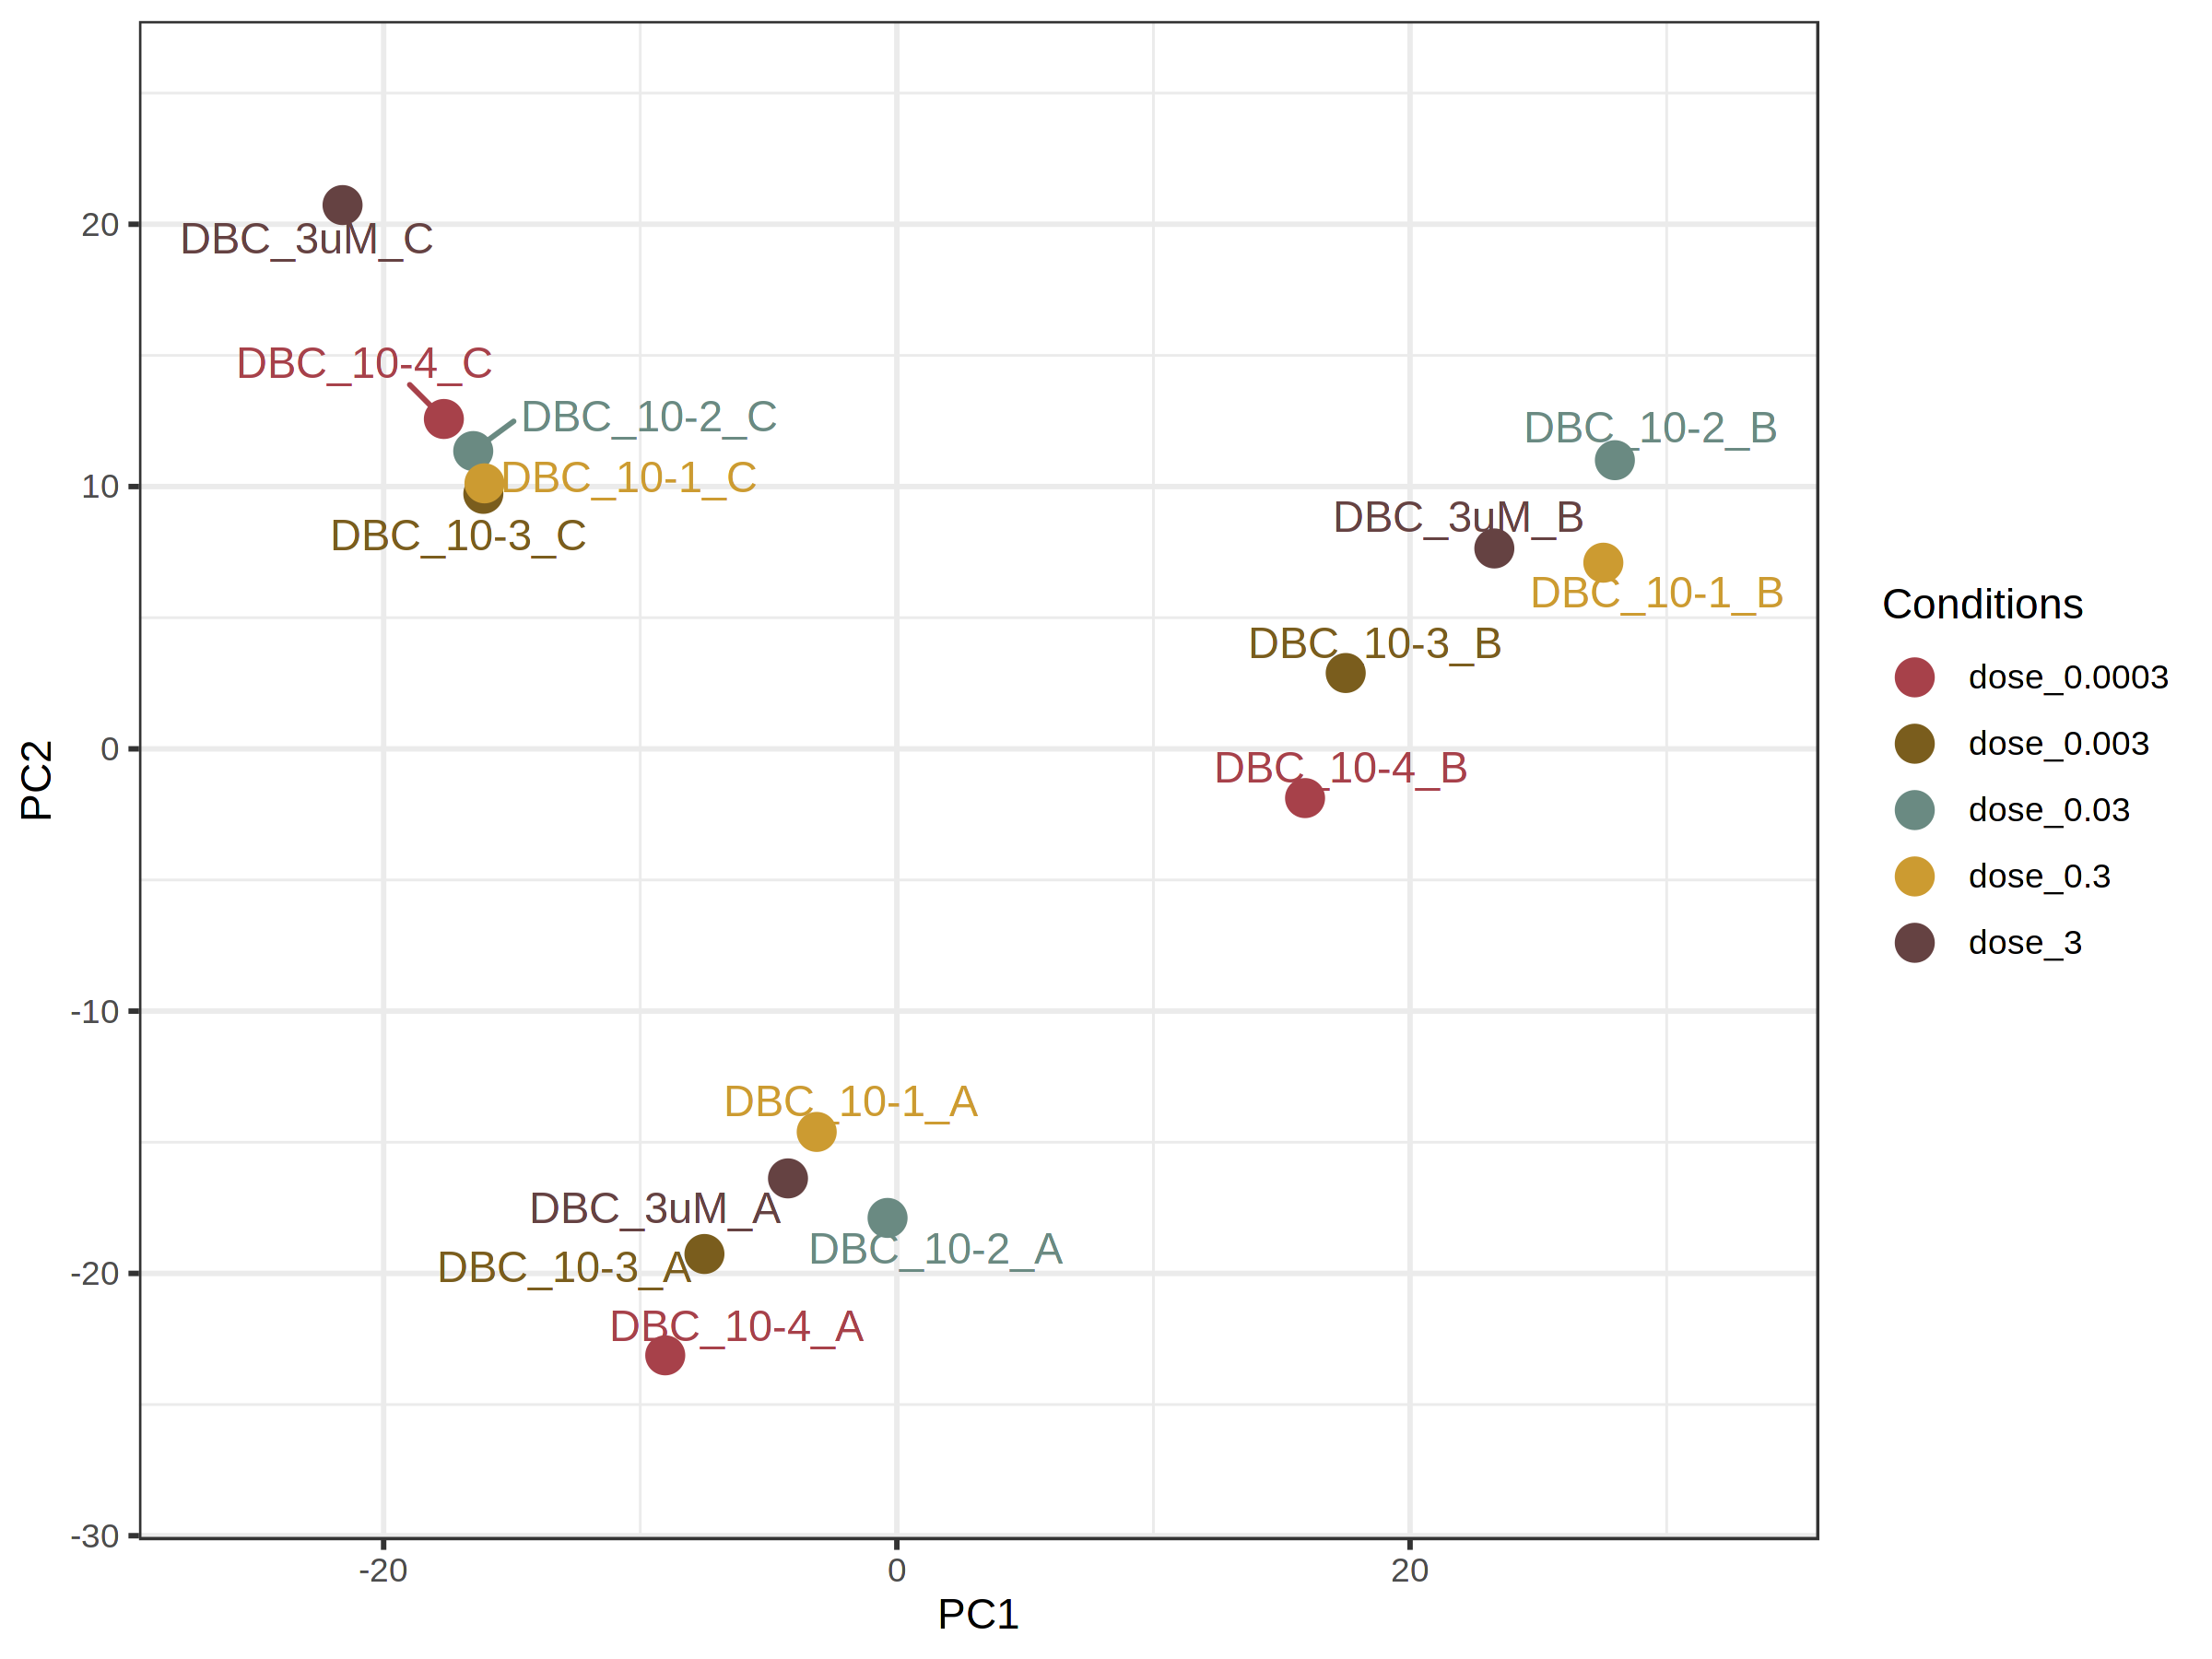 20
10
0
-10
-20
-30
PC2
DBC_3uM_C
DBC_10-4_C
DBC_10-2_C
DBC_10-1_C
DBC_10-3_C
DBC_10-2_B
DBC_3uM_B
DBC_10-1_B
DBC_10-3_B
DBC_10-4_B
DBC_10-1_A
DBC_3uM_A
DBC_10-2_A
DBC_10-3_A
DBC_10-4_A
-20
0
20
PC1
Conditions
dose_0.0003
dose_0.003
dose_0.03
dose_0.3
dose_3